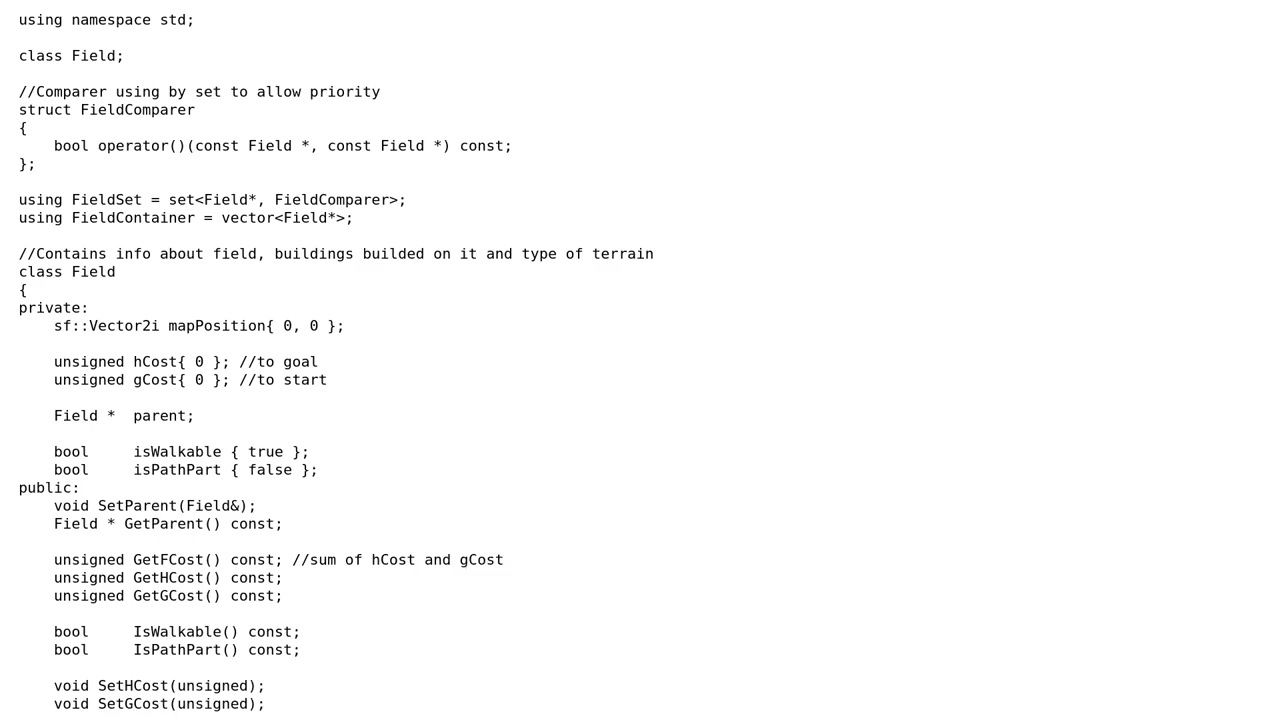 using namespace std;

class Field;

//Comparer using by set to allow priority
struct FieldComparer
{
    bool operator()(const Field *, const Field *) const;
};

using FieldSet = set<Field*, FieldComparer>;
using FieldContainer = vector<Field*>;

//Contains info about field, buildings builded on it and type of terrain
class Field
{
private:
    sf::Vector2i mapPosition{ 0, 0 };

    unsigned hCost{ 0 }; //to goal
    unsigned gCost{ 0 }; //to start

    Field *  parent;

    bool     isWalkable { true };
    bool     isPathPart { false };
public:
    void SetParent(Field&);
    Field * GetParent() const;

    unsigned GetFCost() const; //sum of hCost and gCost
    unsigned GetHCost() const;
    unsigned GetGCost() const;

    bool     IsWalkable() const;
    bool     IsPathPart() const;

    void SetHCost(unsigned);
    void SetGCost(unsigned);